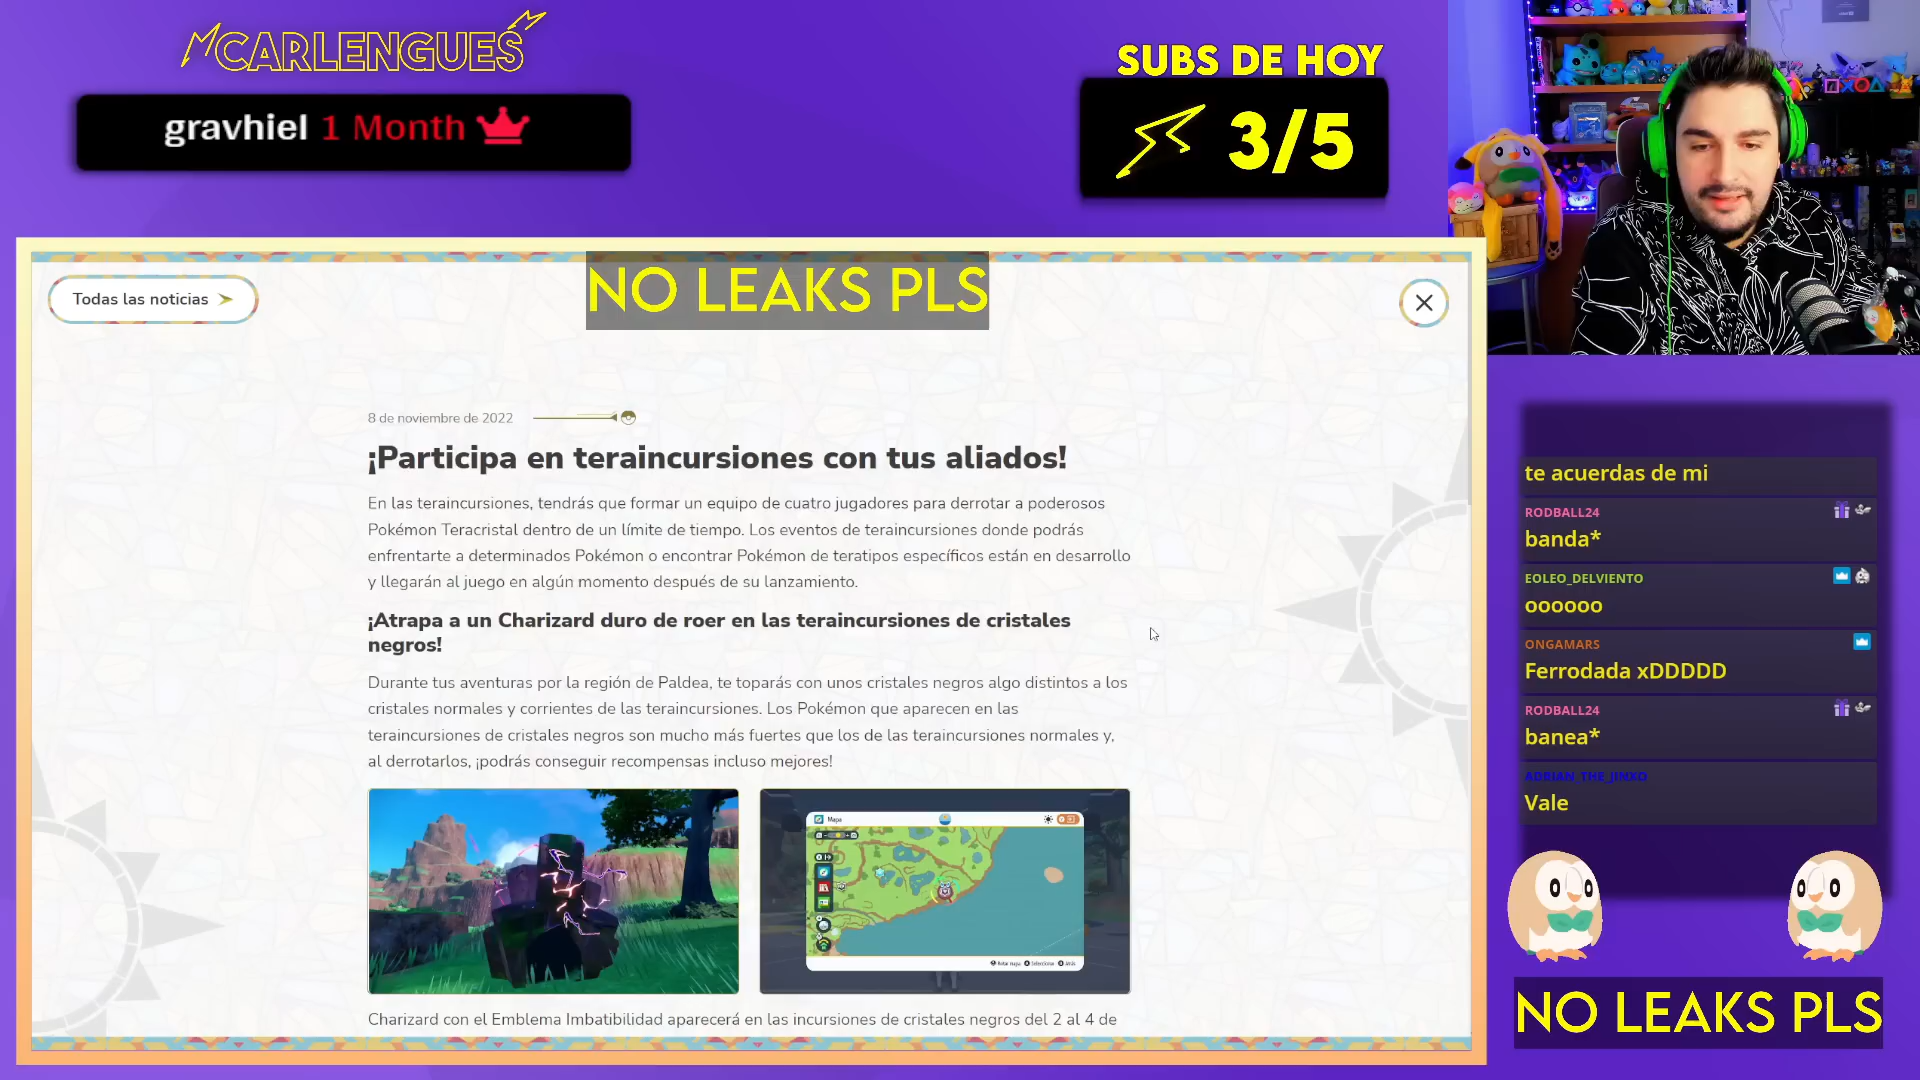 CARLENGUES
gravhiel 1 Month
SUBS DE HOY
3/5
NO LEAKS PLS
Todas las noticias
8 de noviembre de 2022
¡Participa en teraincursiones con tus aliados!
En las teraincursiones, tendrás que formar un equipo de cuatro jugadores para derrotar a poderosos
Pokémon Teracristal dentro de un límite de tiempo. Los eventos de teraincursiones donde podrás
enfrentarte a determinados Pokémon o encontrar Pokémon de teratipos específicos están en desarrollo
y llegarán al juego en algún momento después de su lanzamiento.
¡Atrapa a un Charizard duro de roer en las teraincursiones de cristales
negros!
Durante tus aventuras por la región de Paldea, te toparás con unos cristales negros algo distintos a los
cristales normales y corrientes de las teraincursiones. Los Pokémon que aparecen en las
teraincursiones de cristales negros son mucho más fuertes que los de las teraincursiones normales y,
al derrotarlos, ¡podrás conseguir recompensas incluso mejores!
Mapa
Rotar mapa Seleccionar Atrás
Charizard con el Emblema Imbatibilidad aparecerá en las incursiones de cristales negros del 2 al 4 de
te acuerdas de mi
RODBALL24
banda*
EOLEO_DELVIENTO
oooooo
ONGAMARS
Ferrodada xDDDDD
RODBALL24
banea*
ADRIAN_THE_JINXO
Vale
NO LEAKS PLS